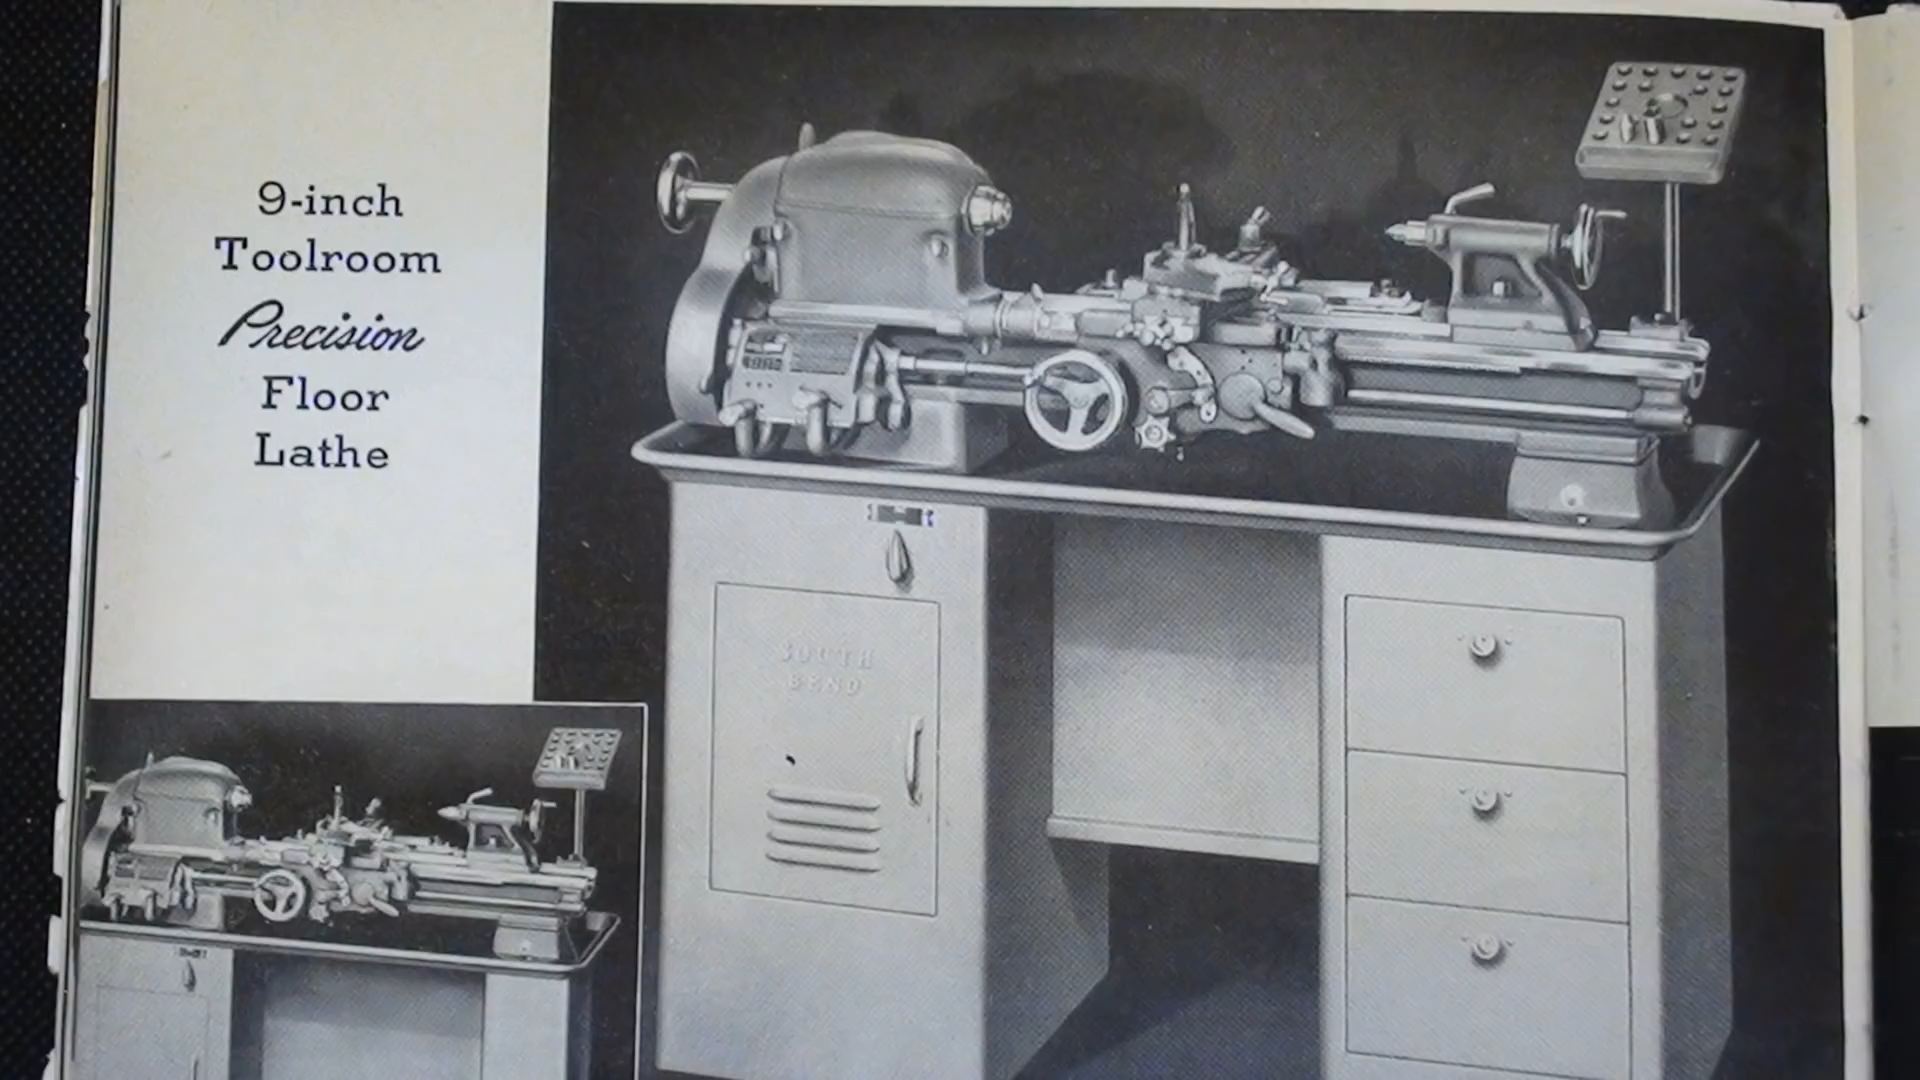 9-inch
Toolroom
Precision
Floor
Lathe
SOUTH
BEND